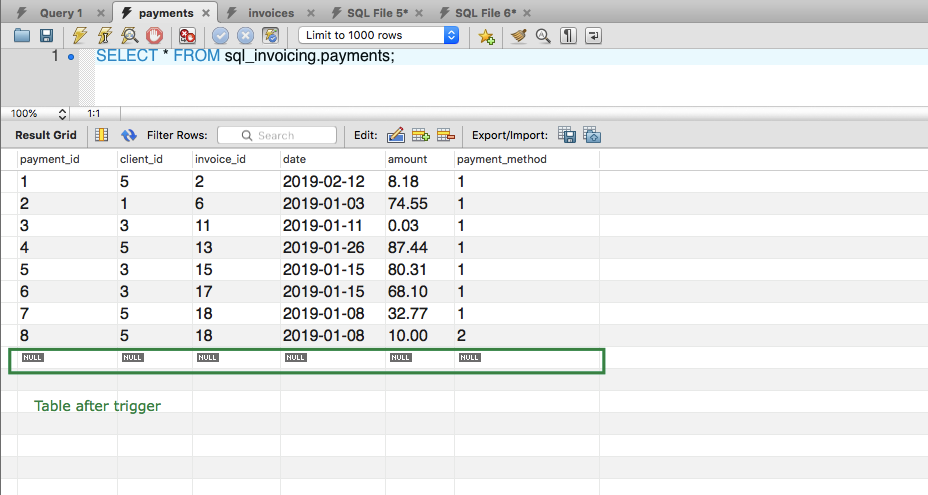 Query 1 payments invoices SQL File 5* SQL File 6*
Limit to 1000 rows
1 SELECT * FROM sql_invoicing.payments;
100% 1:1
Result Grid Filter Rows: Search Edit: Export/Import:
payment_id client_id invoice_id date amount payment_method
1 5 2 2019-02-12 8.18 1
2 1 6 2019-01-03 74.55 1
3 3 11 2019-01-11 0.03 1
4 5 13 2019-01-26 87.44 1
5 3 15 2019-01-15 80.31 1
6 3 17 2019-01-15 68.10 1
7 5 18 2019-01-08 32.77 1
8 5 18 2019-01-08 10.00 2
NULL NULL NULL NULL NULL NULL
Table after trigger